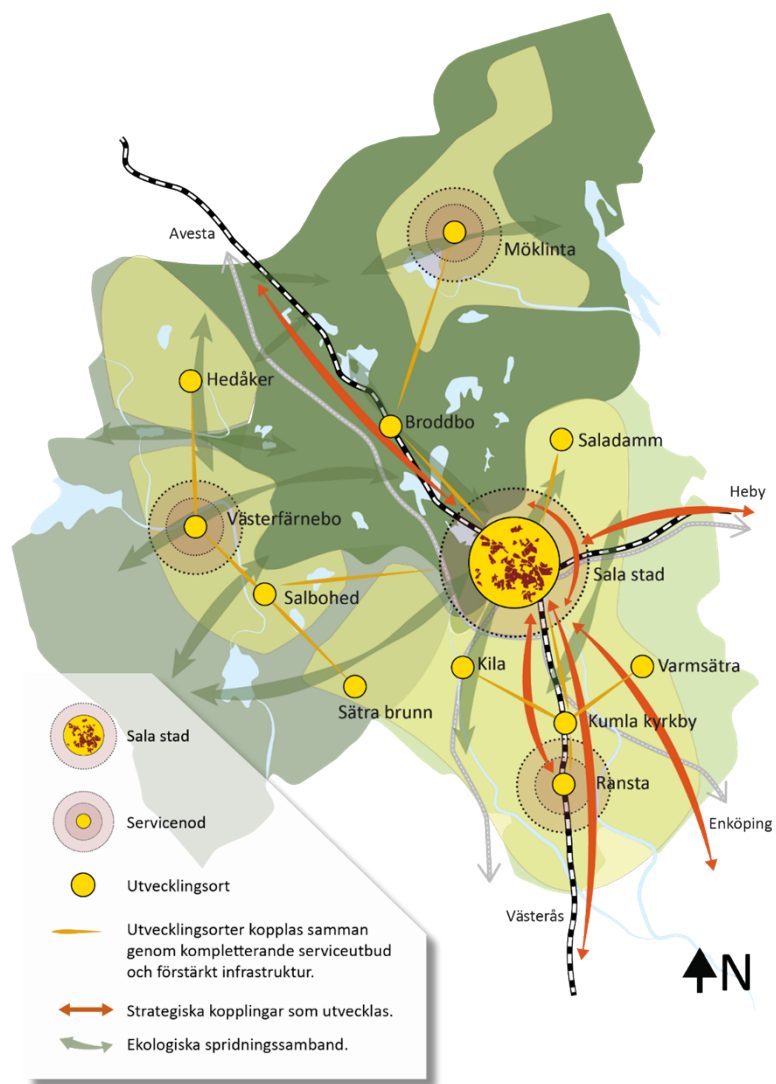 Avesta
Möklinta
Hedåker
Broddbo
Saladamm
Heby
Västerfärnebo
Sala stad
Salbohed
Kila
Varmsätra
Sätra brunn
Kumla kyrkby
Ransta
Enköping
Västerås
N
Sala stad
Servicenod
Utvecklingsort
Utvecklingsorter kopplas samman
genom kompletterande serviceutbud
och förstärkt infrastruktur.
Strategiska kopplingar som utvecklas.
Ekologiska spridningssamband.